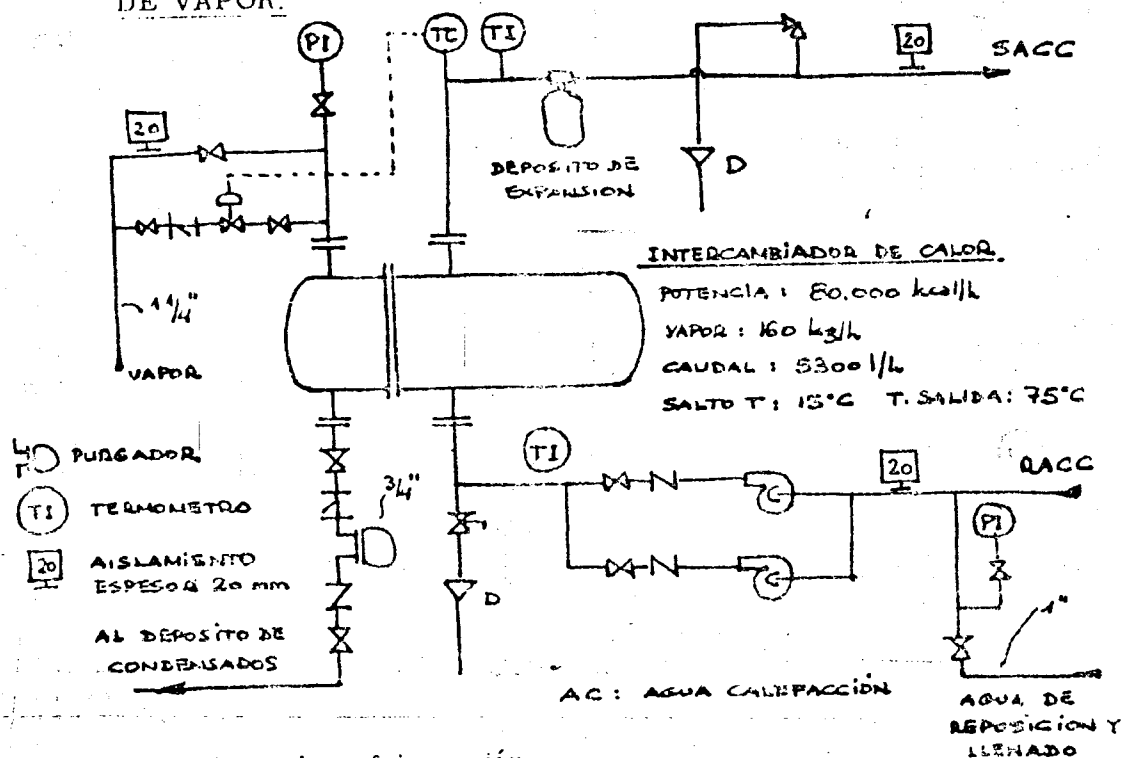 DE VAPOR.
PI
TC
TI
20
SACC
20
DEPOSITO DE
EXPANSION
D
INTERCAMBIADOR DE CALOR.
POTENCIA : 80.000 kcal/h
VAPOR : 160 kg/h
CAUDAL : 5300 l/h
SALTO T : 15°C T. SALIDA: 75°C
1 1/4"
VAPOR
PURGADOR
TI
TERMOMETRO
20
AISLAMIENTO
ESPESOR 20 mm
AL DEPOSITO DE
CONDENSADOS
3/4"
D
TI
20
RACC
PI
1"
AC : AGUA CALEFACCIÓN
AGUA DE
REPOSICION Y
LLENADO